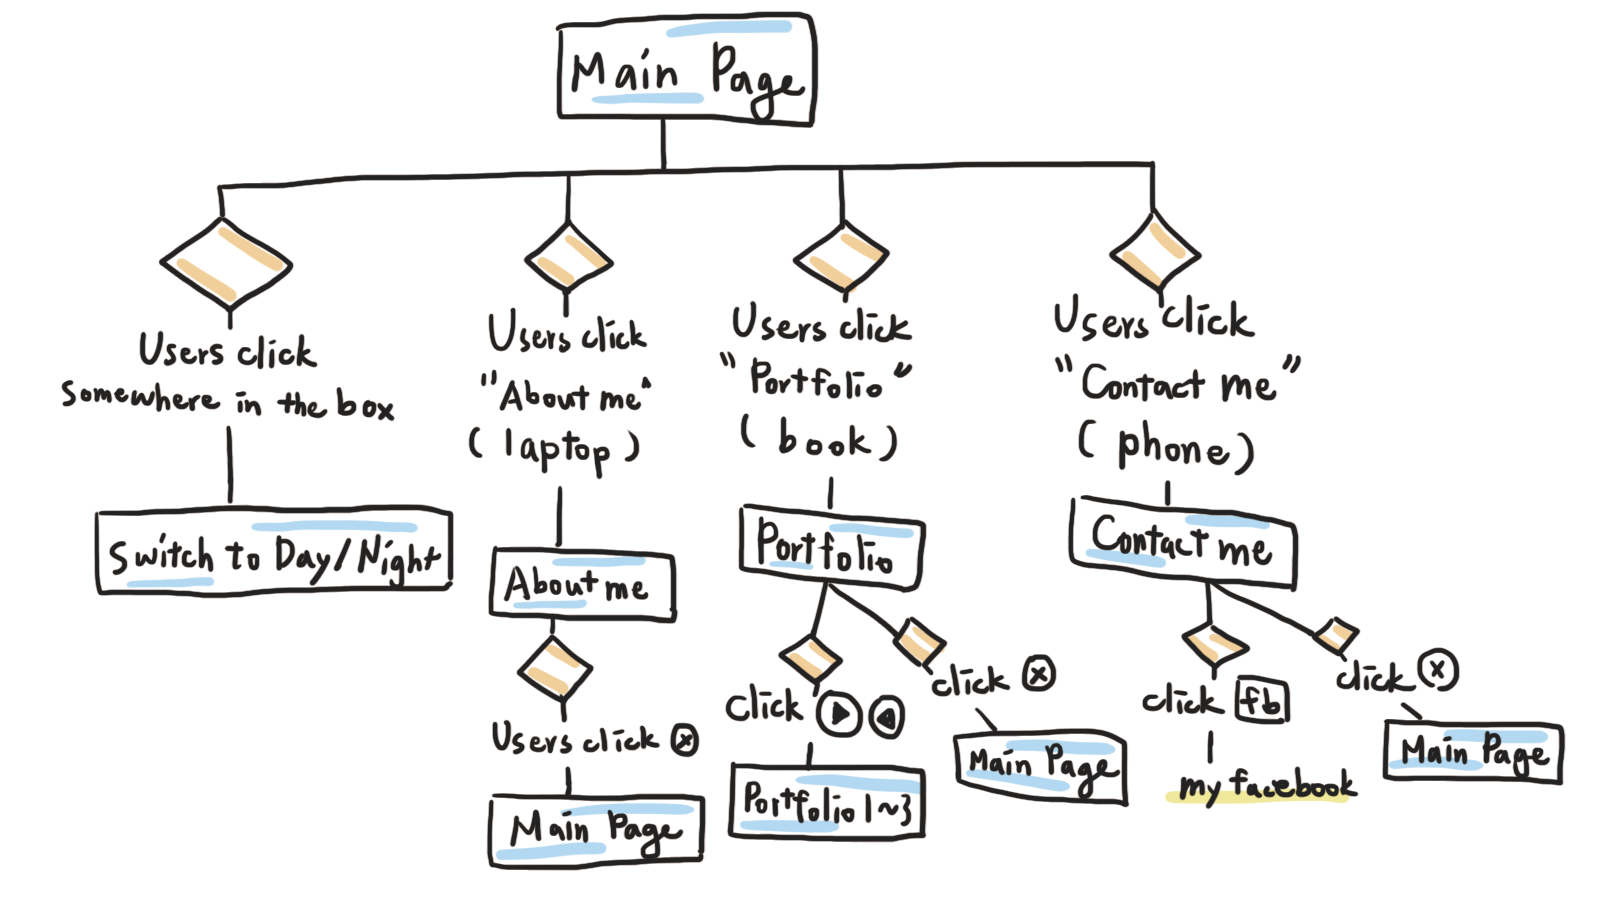 Main Page
Users click
somewhere in the box
Switch to Day/Night
Users click
"About me"
(laptop)
About me
Users click ⓧ
Main Page
Users click
"Portfolio"
(book)
Portfolio
click
Portfolio 1~3
click ⓧ
Main Page
Users click
"Contact me"
(phone)
Contact me
click fb
my facebook
click ⓧ
Main Page